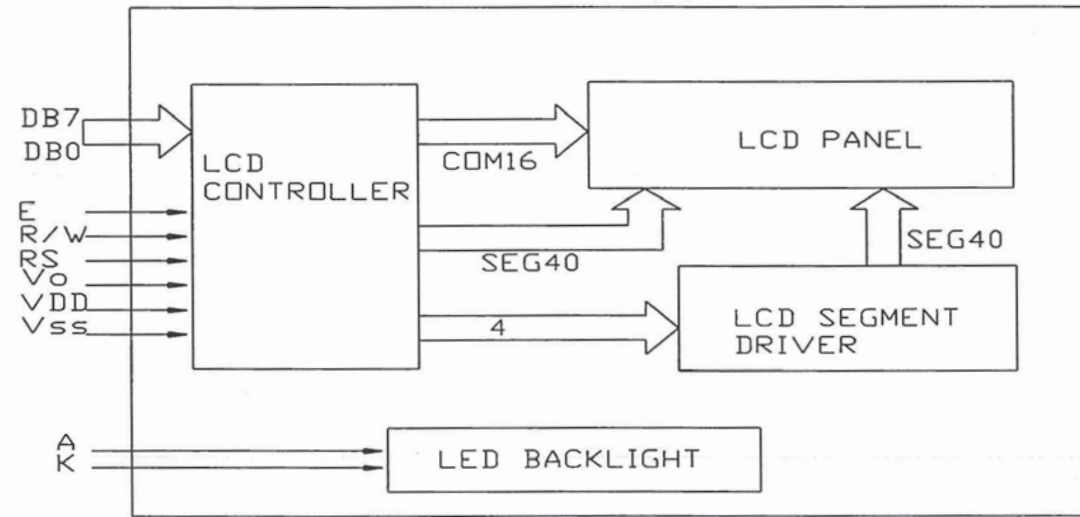 DB7
DB0
E
R/W
RS
Vo
VDD
Vss
LCD
CONTROLLER
COM16
SEG40
4
LCD PANEL
SEG40
LCD SEGMENT
DRIVER
A
K
LED BACKLIGHT